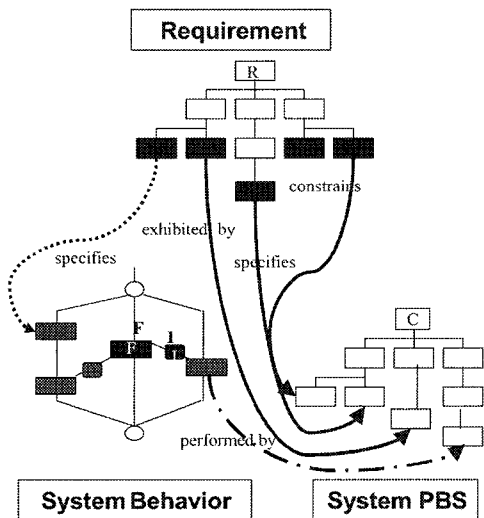 Requirement
R
constrains
exhibited by
specifies
specifies
F
1
F
C
performed by
System Behavior
System PBS